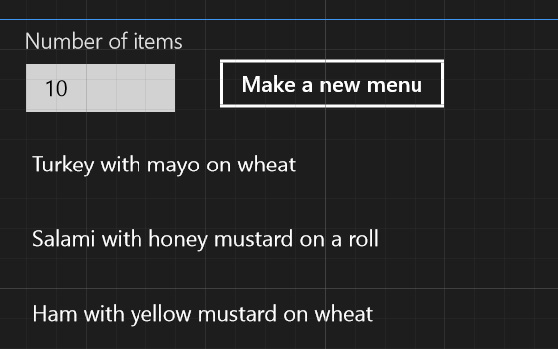 Number of items
10
Make a new menu
Turkey with mayo on wheat
Salami with honey mustard on a roll
Ham with yellow mustard on wheat